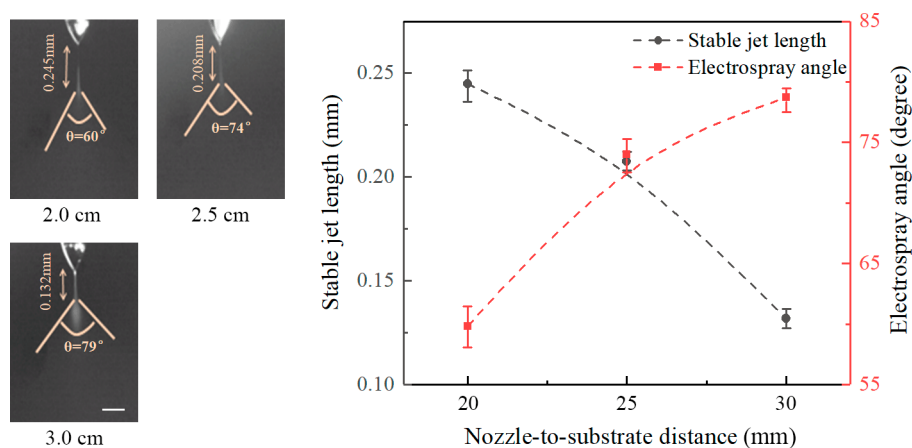 0.245mm
θ=60°
2.0 cm
0.208mm
θ=74°
2.5 cm
0.132mm
θ=79°
3.0 cm
Stable jet length
Electrospray angle
Stable jet length (mm)
0.25
0.20
0.15
0.10
85
75
65
55
Electrospray angle (degree)
20
25
30
Nozzle-to-substrate distance (mm)